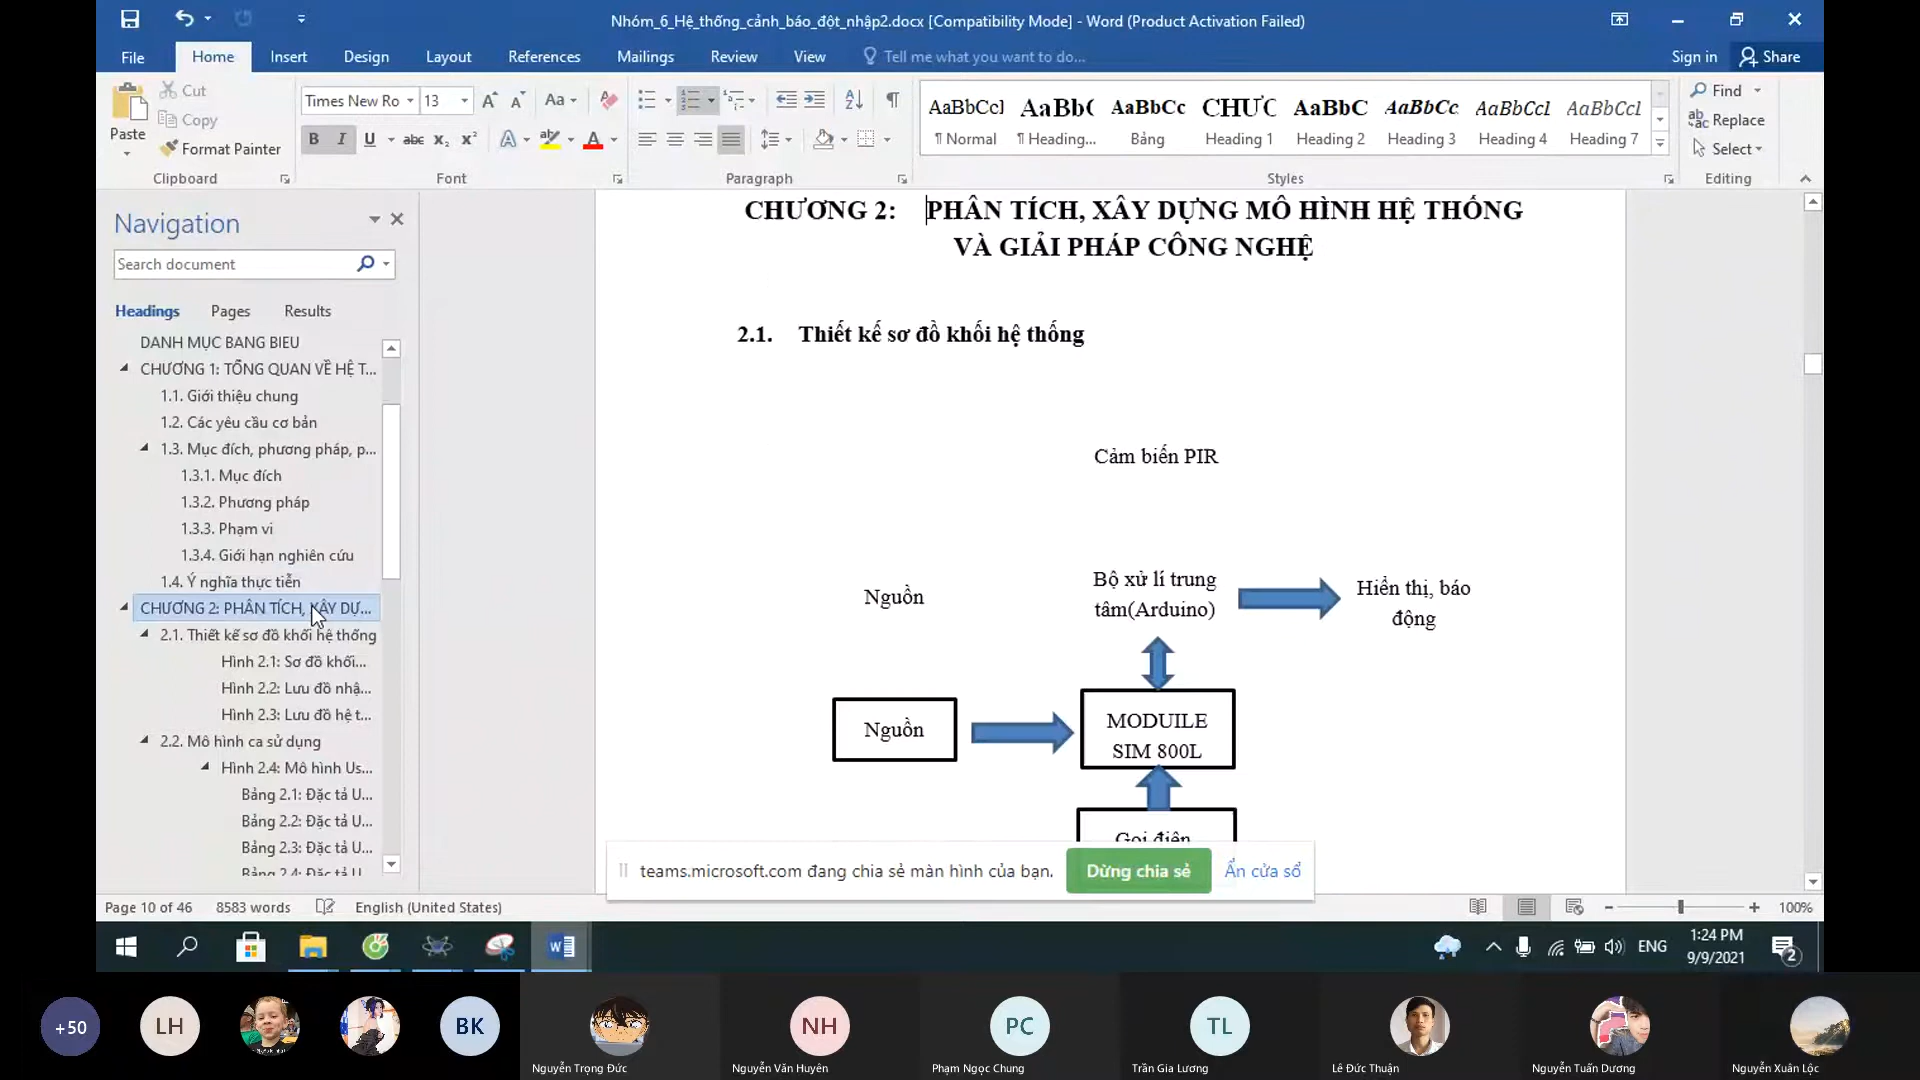 Nhóm_6_Hệ_thống_cảnh_báo_đột_nhập2.docx [Compatibility Mode] - Word (Product Activation Failed)
File
Home
Insert
Design
Layout
References
Mailings
Review
View
Tell me what you want to do...
Sign in
Share
Paste
Cut
Copy
Format Painter
Clipboard
Times New Ro
13
Font
Paragraph
AaBbCcI
¶ Normal
AaBb(
¶ Heading...
AaBbCc
Bảng
CHƯƠ
Heading 1
AaBbC
Heading 2
AaBbCc
Heading 3
AaBbCcI
Heading 4
AaBbCcI
Heading 7
Styles
Find
Replace
Select
Editing
Navigation
Search document
Headings
Pages
Results
DANH MỤC BANG BIEU
CHƯƠNG 1: TỔNG QUAN VỀ HỆ T...
1.1. Giới thiệu chung
1.2. Các yêu cầu cơ bản
1.3. Mục đích, phương pháp, p...
1.3.1. Mục đích
1.3.2. Phương pháp
1.3.3. Phạm vi
1.3.4. Giới hạn nghiên cứu
1.4. Ý nghĩa thực tiễn
CHƯƠNG 2: PHÂN TÍCH, XÂY DỰ...
2.1. Thiết kế sơ đồ khối hệ thống
Hình 2.1: Sơ đồ khối...
Hình 2.2: Lưu đồ nhậ...
Hình 2.3: Lưu đồ hệ t...
2.2. Mô hình ca sử dụng
Hình 2.4: Mô hình Us...
Bảng 2.1: Đặc tả U...
Bảng 2.2: Đặc tả U...
Bảng 2.3: Đặc tả U...
Bảng 2.4: Đặc tả U...
CHƯƠNG 2: PHÂN TÍCH, XÂY DỰNG MÔ HÌNH HỆ THỐNG
VÀ GIẢI PHÁP CÔNG NGHỆ
2.1. Thiết kế sơ đồ khối hệ thống
Cảm biến PIR
Nguồn
Bộ xử lí trung
tâm(Arduino)
Hiển thị, báo
động
Nguồn
MODUILE
SIM 800L
Gọi điện
teams.microsoft.com đang chia sẻ màn hình của bạn.
Dừng chia sẻ
Ẩn cửa sổ
Page 10 of 46
8583 words
English (United States)
100%
ENG
1:24 PM
9/9/2021
2
+50
LH
BK
NH
PC
TL
Nguyễn Trọng Đức
Nguyễn Văn Huyên
Phạm Ngọc Chung
Trần Gia Lương
Lê Đức Thuận
Nguyễn Tuấn Dương
Nguyễn Xuân Lộc